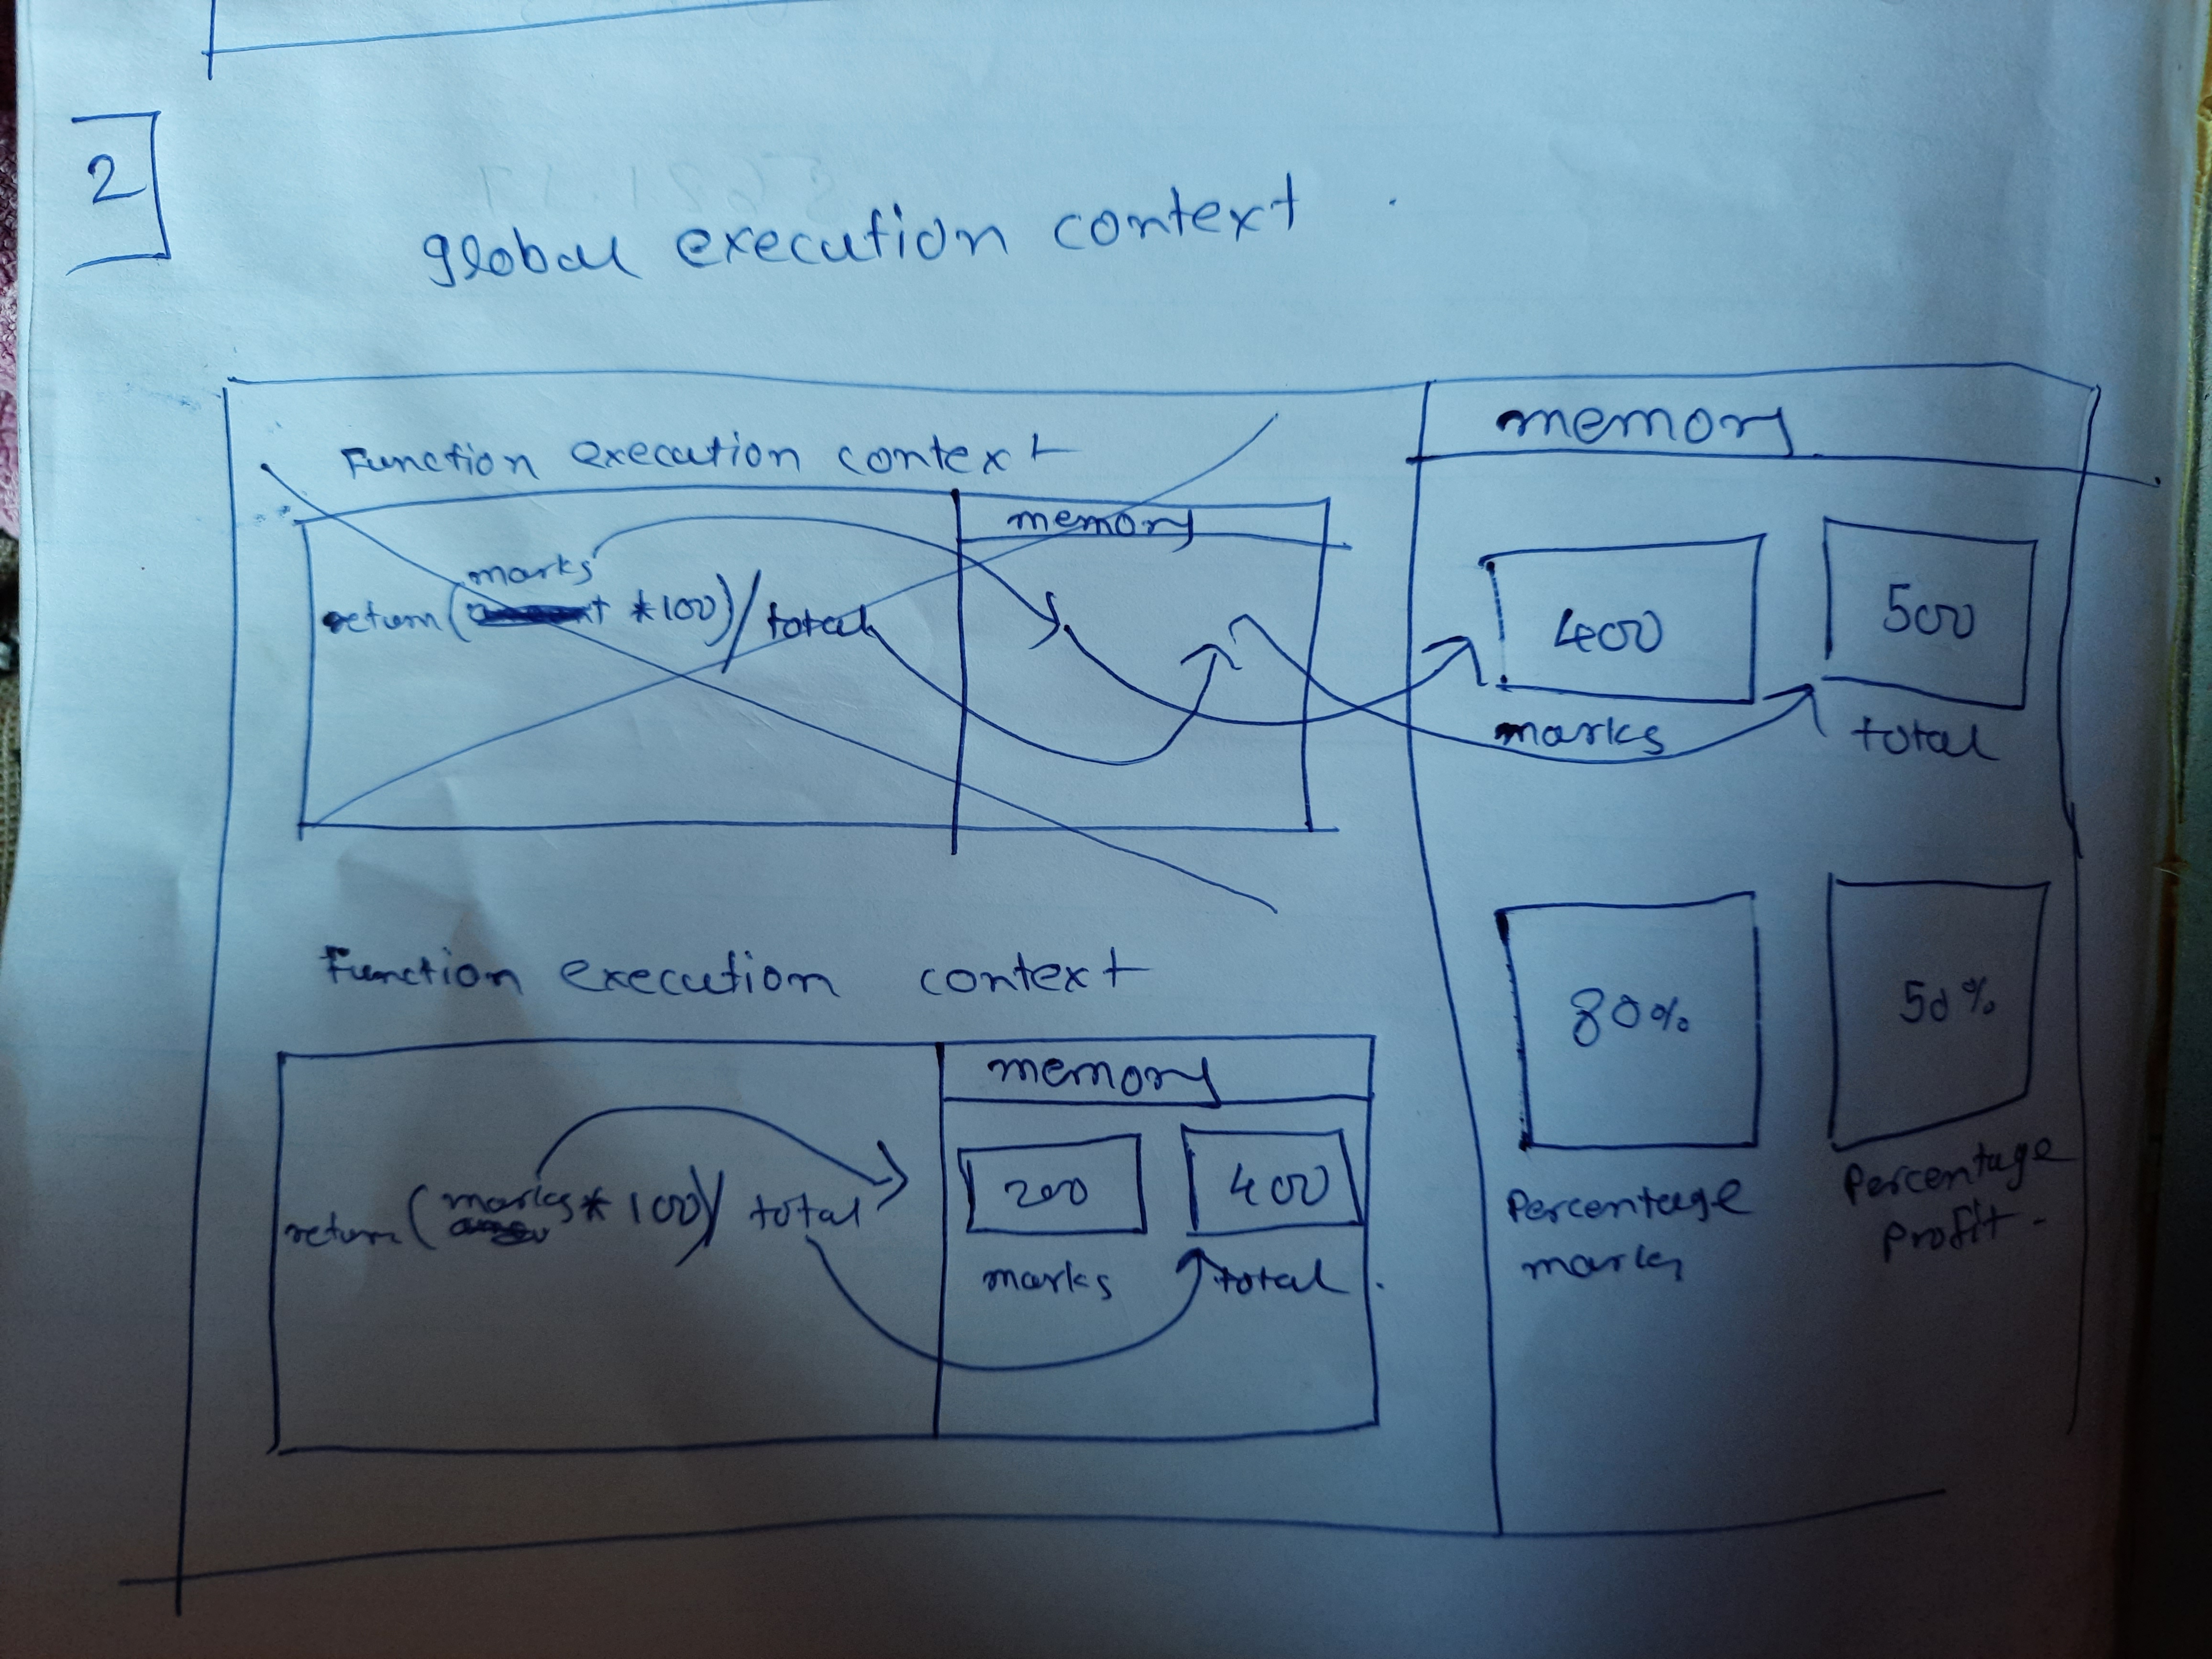 2
global execution context.
Function execution context
memory
marks
return ( * 100) / total
memory
400
500
marks
total
Function execution context
memory
return (marks * 100) / total
200
400
marks
total.
80%
50%
Percentage
marks
Percentage
Profit.